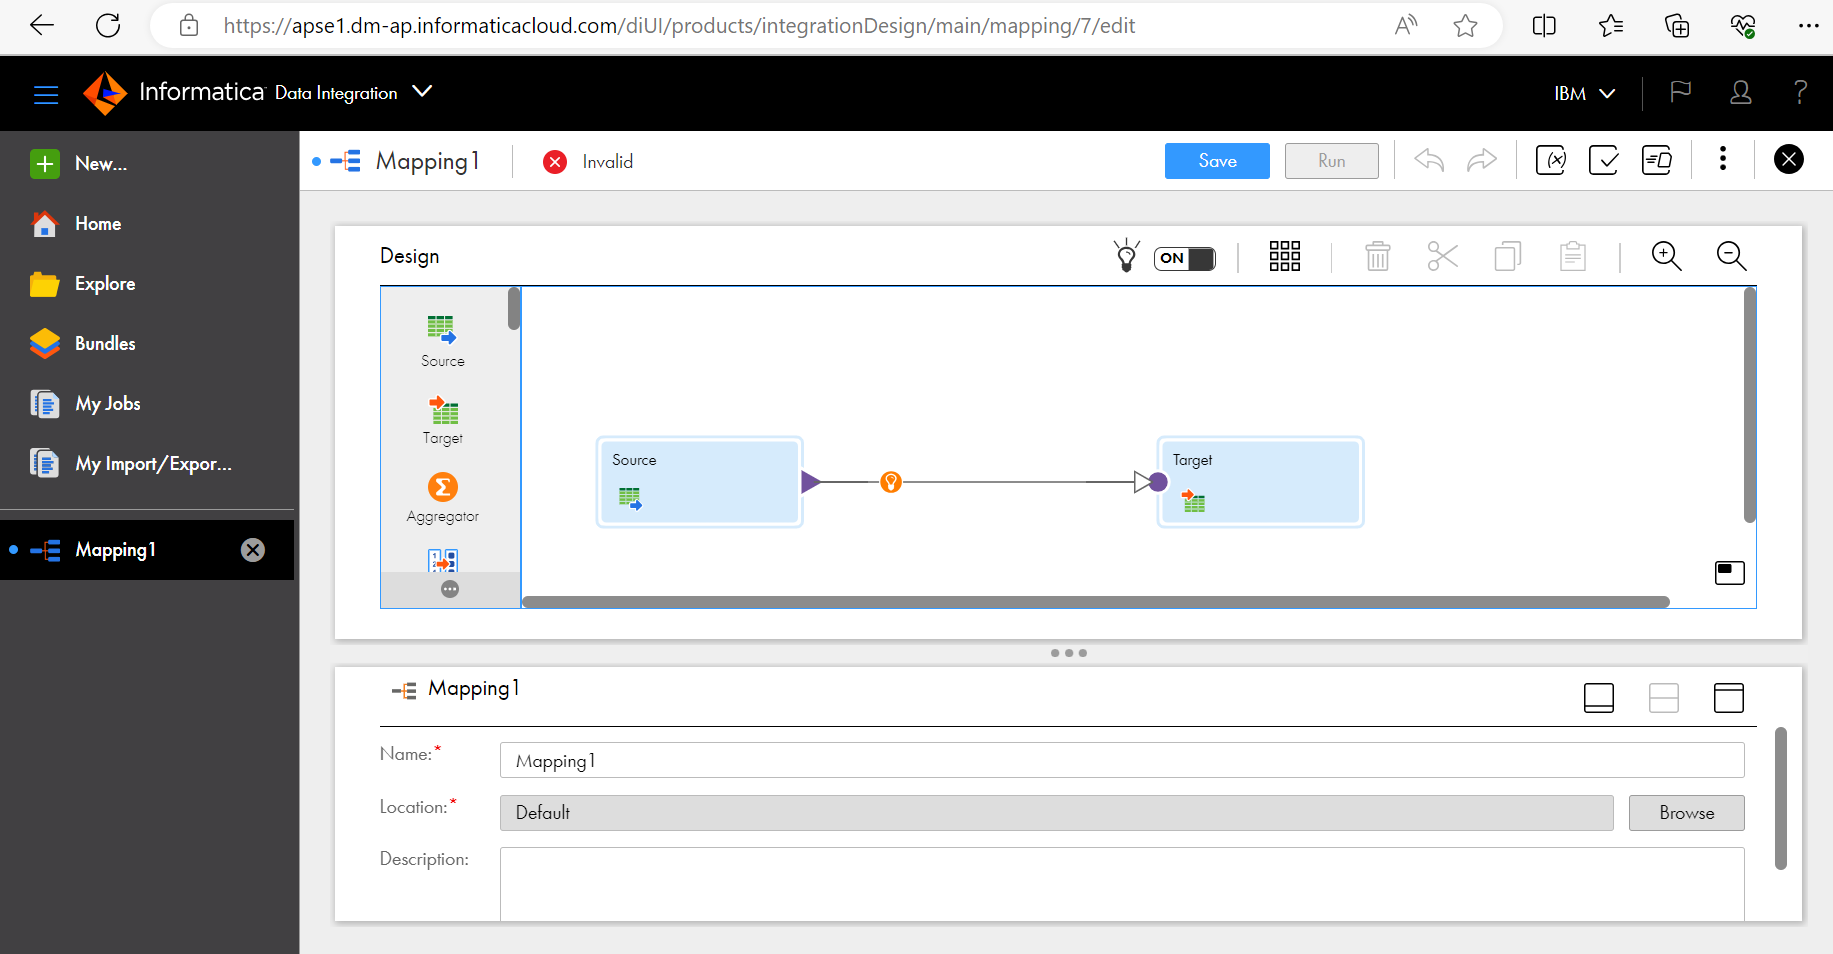 https://apse1.dm-ap.informaticacloud.com/diUI/products/integrationDesign/main/mapping/7/edit
Informatica Data Integration
IBM
?
New...
Home
Explore
Bundles
My Jobs
My Import/Expor...
Mapping1
Mapping1
Invalid
Save
Run
Design
ON
Source
Target
Aggregator
Source
Target
Mapping1
Name:*
Mapping1
Location:*
Default
Browse
Description: